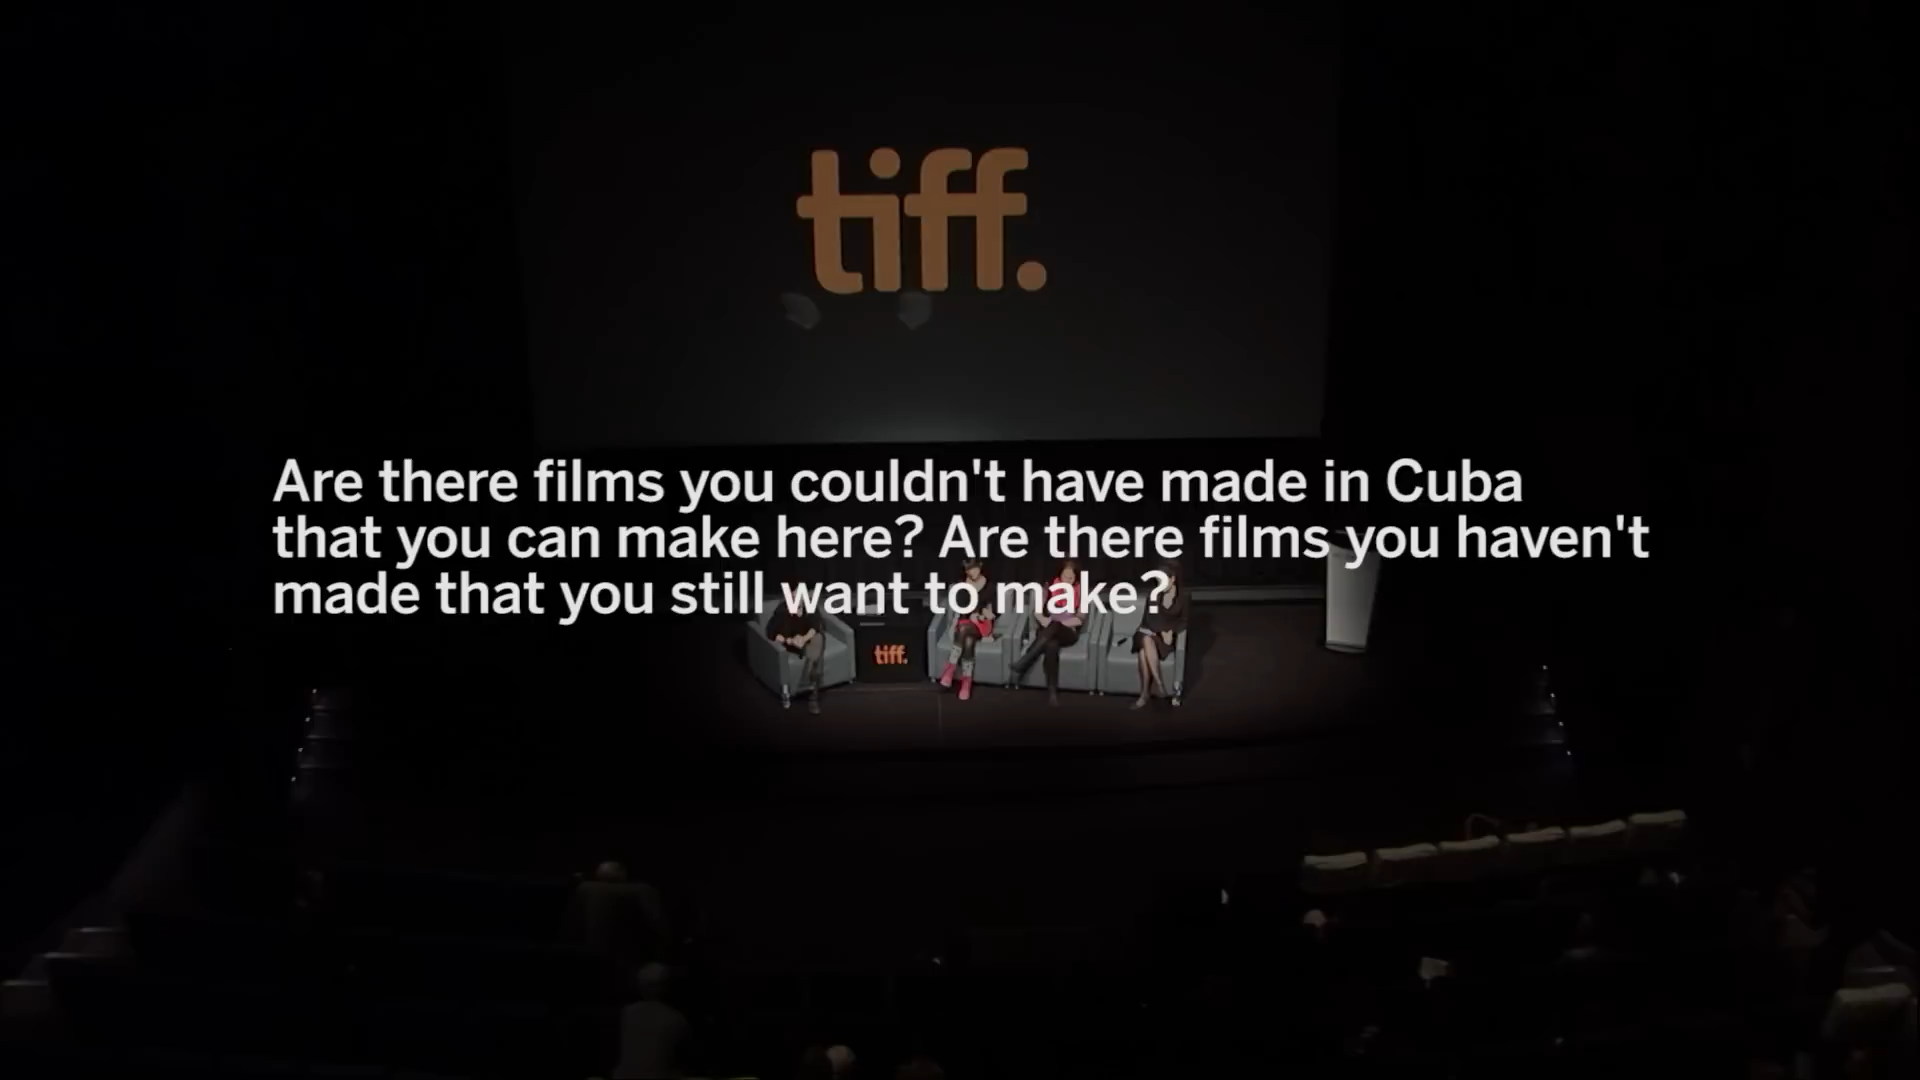 tiff.
Are there films you couldn't have made in Cuba
that you can make here? Are there films you haven't
made that you still want to make?
tiff.